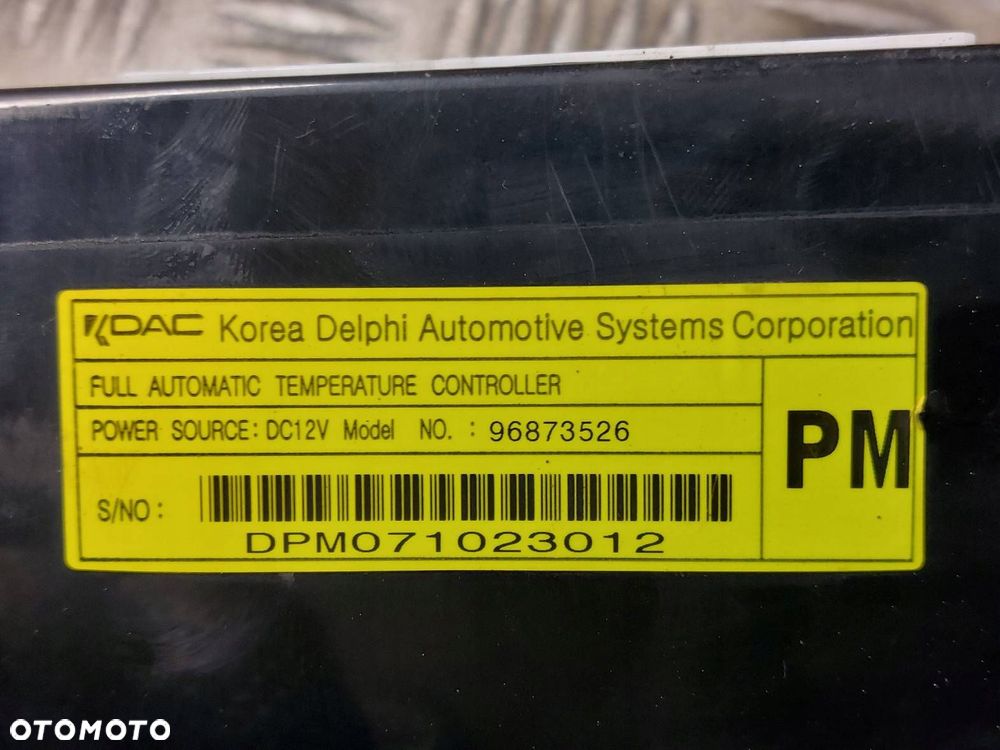 KDAC Korea Delphi Automotive Systems Corporation
FULL AUTOMATIC TEMPERATURE CONTROLLER
POWER SOURCE: DC12V Model NO. : 96873526
PM
S/NO :
DPM071023012
OTOMOTO